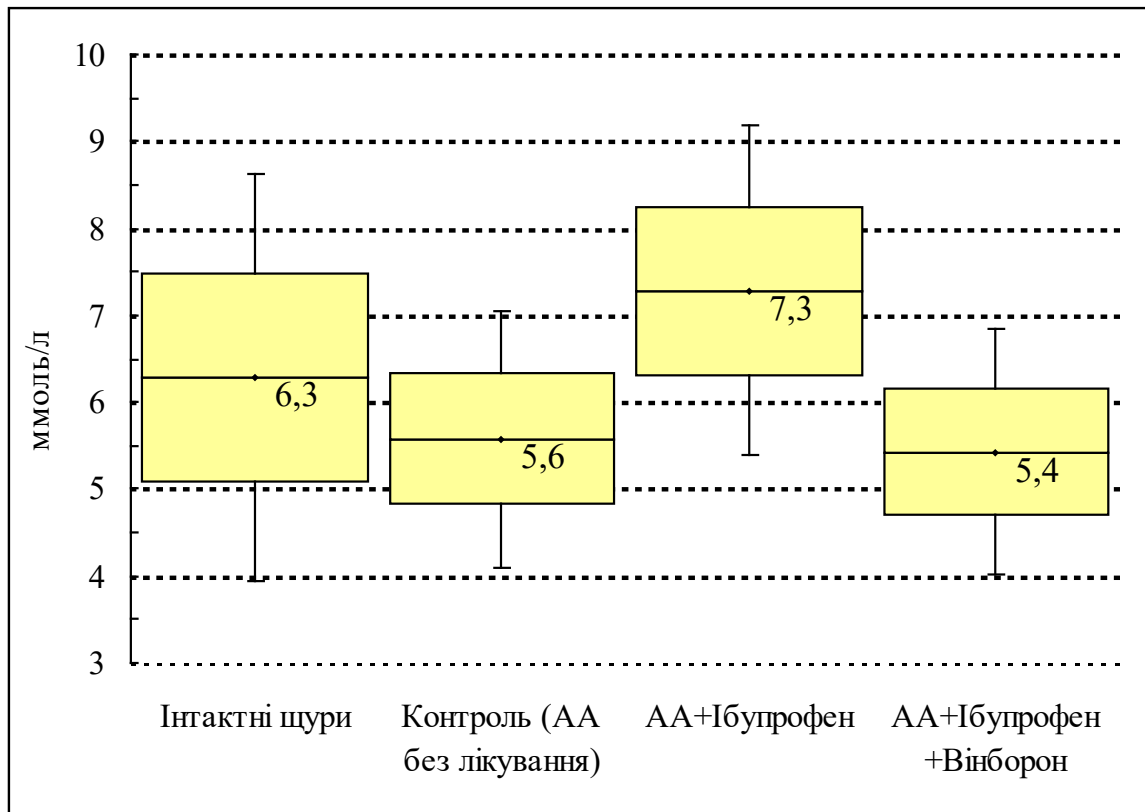 ммоль/л
10
9
8
7
6
5
4
3
6,3
5,6
7,3
5,4
Інтактні щури
Контроль (АА
без лікування)
АА+Ібупрофен
АА+Ібупрофен
+Вінборон